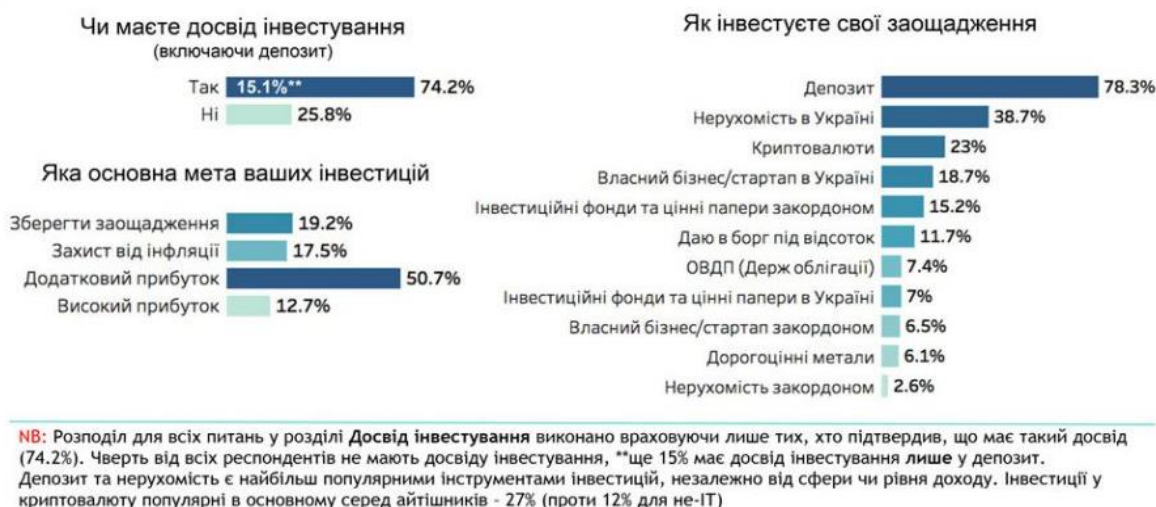 Чи маєте досвід інвестування
(включаючи депозит)
Так 15.1%** 74.2%
Ні 25.8%
Яка основна мета ваших інвестицій
Зберегти заощадження 19.2%
Захист від інфляції 17.5%
Додатковий прибуток 50.7%
Високий прибуток 12.7%
Як інвестуєте свої заощадження
Депозит 78.3%
Нерухомість в Україні 38.7%
Криптовалюти 23%
Власний бізнес/стартап в Україні 18.7%
Інвестиційні фонди та цінні папери закордоном 15.2%
Даю в борг під відсоток 11.7%
ОВДП (Держ облігації) 7.4%
Інвестиційні фонди та цінні папери в Україні 7%
Власний бізнес/стартап закордоном 6.5%
Дорогоцінні метали 6.1%
Нерухомість закордоном 2.6%
NB: Розподіл для всіх питань у розділі Досвід інвестування виконано враховуючи лише тих, хто підтвердив, що має такий досвід
(74.2%). Чверть від всіх респондентів не мають досвіду інвестування, **ще 15% має досвід інвестування лише у депозит.
Депозит та нерухомість є найбільш популярними інструментами інвестицій, незалежно від сфери чи рівня доходу. Інвестиції у
криптовалюту популярні в основному серед айтішників - 27% (проти 12% для не-ІТ)